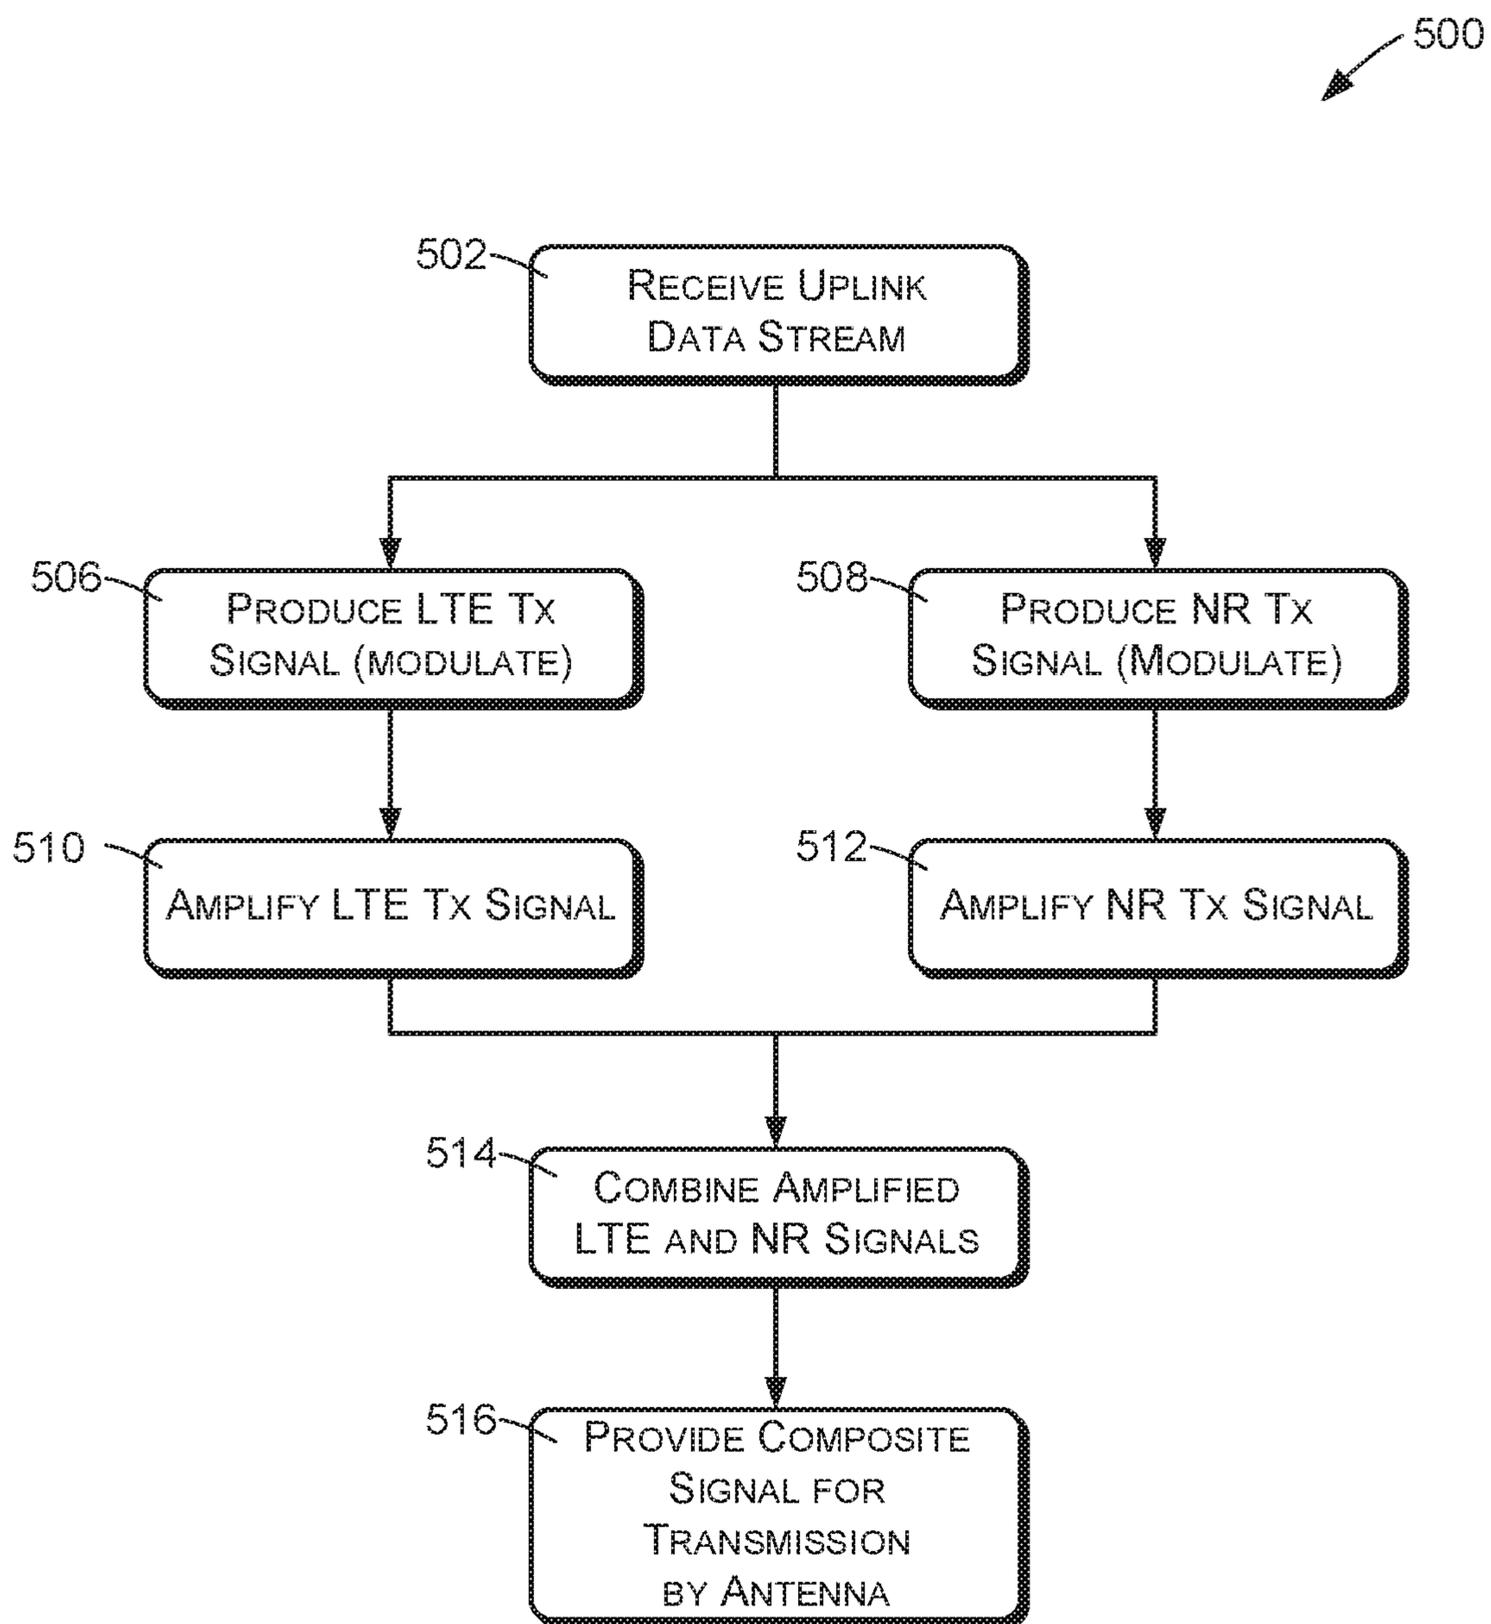 500
502
RECEIVE UPLINK
DATA STREAM
506
PRODUCE LTE TX
SIGNAL (MODULATE)
508
PRODUCE NR TX
SIGNAL (MODULATE)
510
AMPLIFY LTE TX SIGNAL
512
AMPLIFY NR TX SIGNAL
514
COMBINE AMPLIFIED
LTE AND NR SIGNALS
516
PROVIDE COMPOSITE
SIGNAL FOR
TRANSMISSION
BY ANTENNA